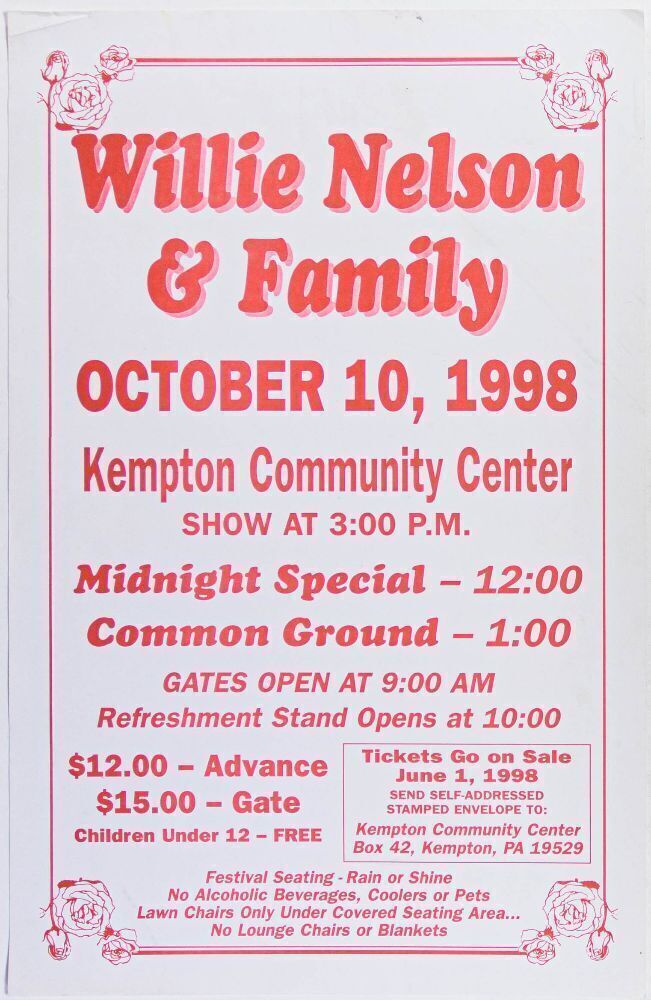 Willie Nelson
& Family
OCTOBER 10, 1998
Kempton Community Center
SHOW AT 3:00 P.M.
Midnight Special – 12:00
Common Ground – 1:00
GATES OPEN AT 9:00 AM
Refreshment Stand Opens at 10:00
$12.00 – Advance
$15.00 – Gate
Children Under 12 – FREE
Tickets Go on Sale
June 1, 1998
SEND SELF-ADDRESSED
STAMPED ENVELOPE TO:
Kempton Community Center
Box 42, Kempton, PA 19529
Festival Seating - Rain or Shine
No Alcoholic Beverages, Coolers or Pets
Lawn Chairs Only Under Covered Seating Area...
No Lounge Chairs or Blankets